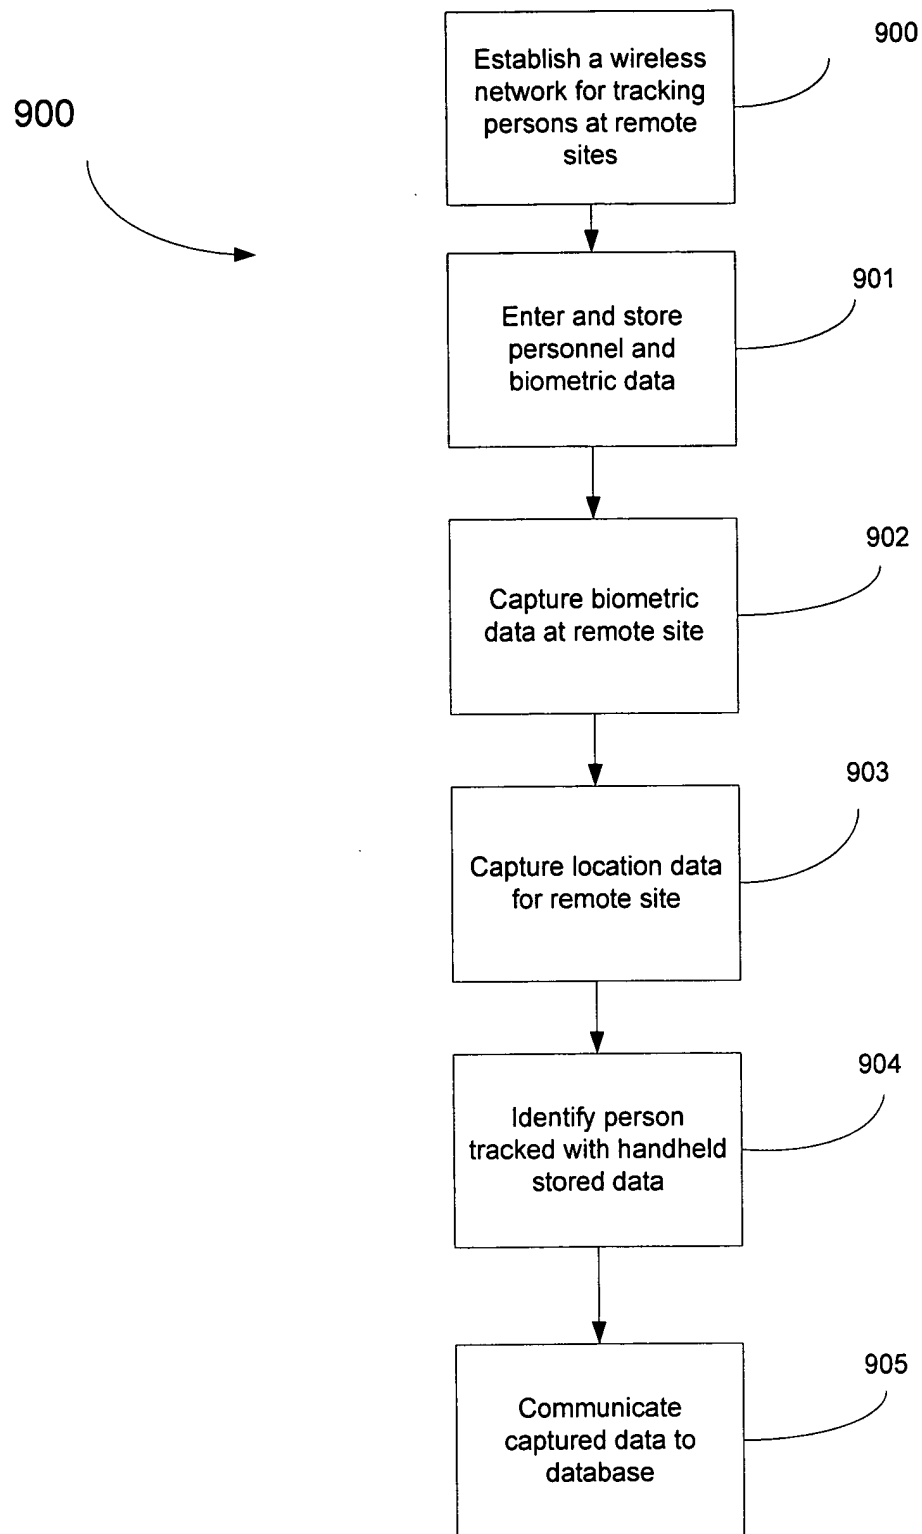 900
Establish a wireless
network for tracking
persons at remote
sites
900
Enter and store
personnel and
biometric data
901
Capture biometric
data at remote site
902
Capture location data
for remote site
903
Identify person
tracked with handheld
stored data
904
Communicate
captured data to
database
905